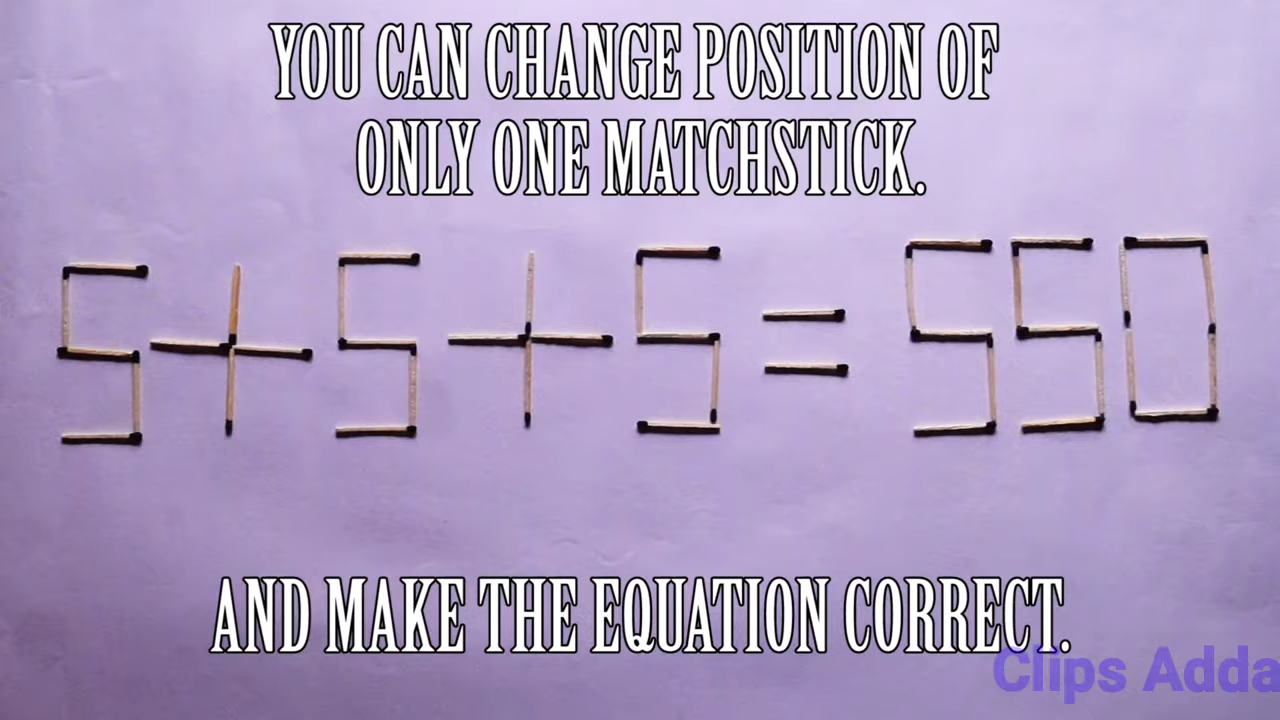 YOU CAN CHANGE POSITION OF
ONLY ONE MATCHSTICK.
5+5+5=550
AND MAKE THE EQUATION CORRECT.
Clips Adda